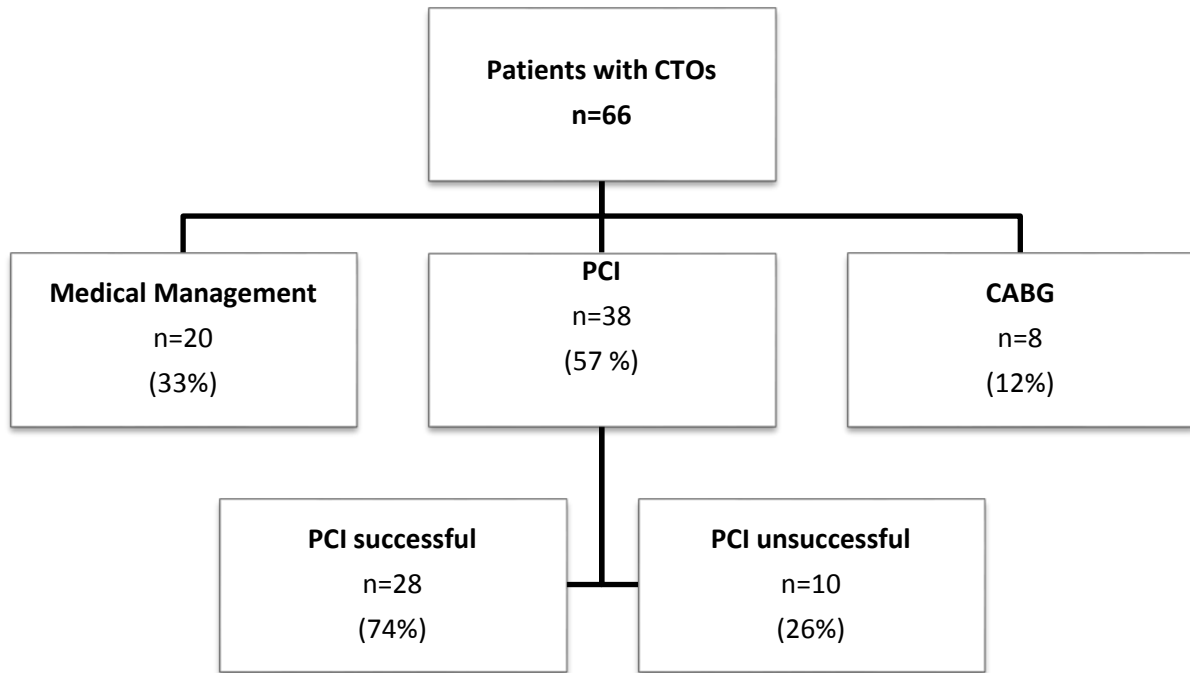 Patients with CTOs
n=66
Medical Management
n=20
(33%)
PCI
n=38
(57 %)
CABG
n=8
(12%)
PCI successful
n=28
(74%)
PCI unsuccessful
n=10
(26%)